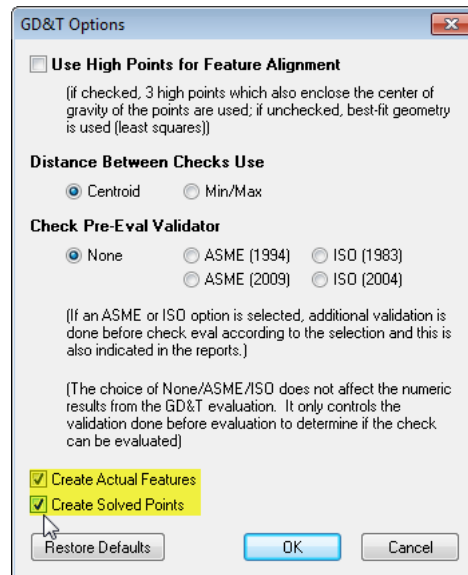 GD&T Options
Use High Points for Feature Alignment
(if checked, 3 high points which also enclose the center of
gravity of the points are used; if unchecked, best-fit geometry
is used (least squares))
Distance Between Checks Use
Centroid Min/Max
Check Pre-Eval Validator
None ASME (1994) ISO (1983)
ASME (2009) ISO (2004)
(If an ASME or ISO option is selected, additional validation is
done before check eval according to the selection and this is
also indicated in the reports.)
(The choice of None/ASME/ISO does not affect the numeric
results from the GD&T evaluation. It only controls the
validation done before evaluation to determine if the check
can be evaluated)
Create Actual Features
Create Solved Points
Restore Defaults OK Cancel